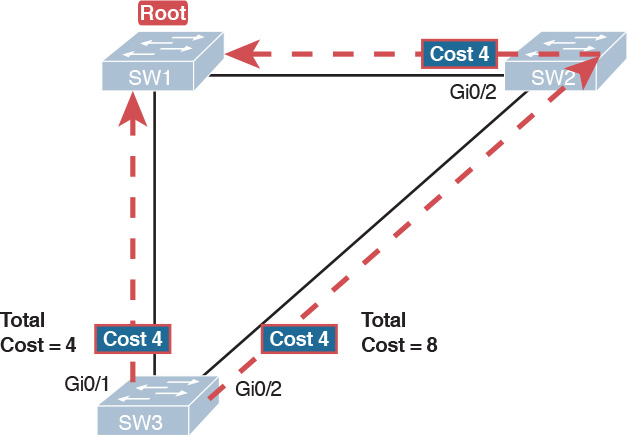 Root
SW1
Cost 4
SW2
Gi0/2
Total
Cost = 4
Cost 4
Cost 4
Total
Cost = 8
Gi0/1
Gi0/2
SW3